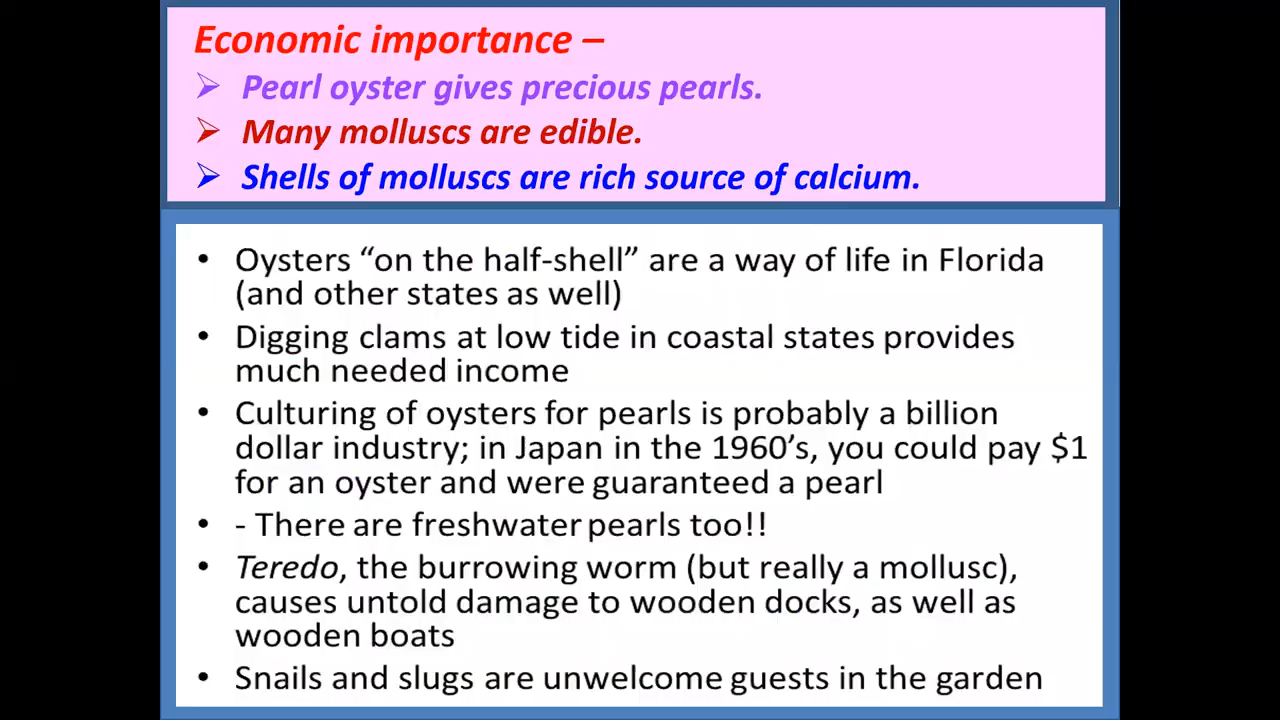 Economic importance –
➢ Pearl oyster gives precious pearls.
➢ Many molluscs are edible.
➢ Shells of molluscs are rich source of calcium.
• Oysters “on the half-shell” are a way of life in Florida
(and other states as well)
• Digging clams at low tide in coastal states provides
much needed income
• Culturing of oysters for pearls is probably a billion
dollar industry; in Japan in the 1960’s, you could pay $1
for an oyster and were guaranteed a pearl
• - There are freshwater pearls too!!
• Teredo, the burrowing worm (but really a mollusc),
causes untold damage to wooden docks, as well as
wooden boats
• Snails and slugs are unwelcome guests in the garden